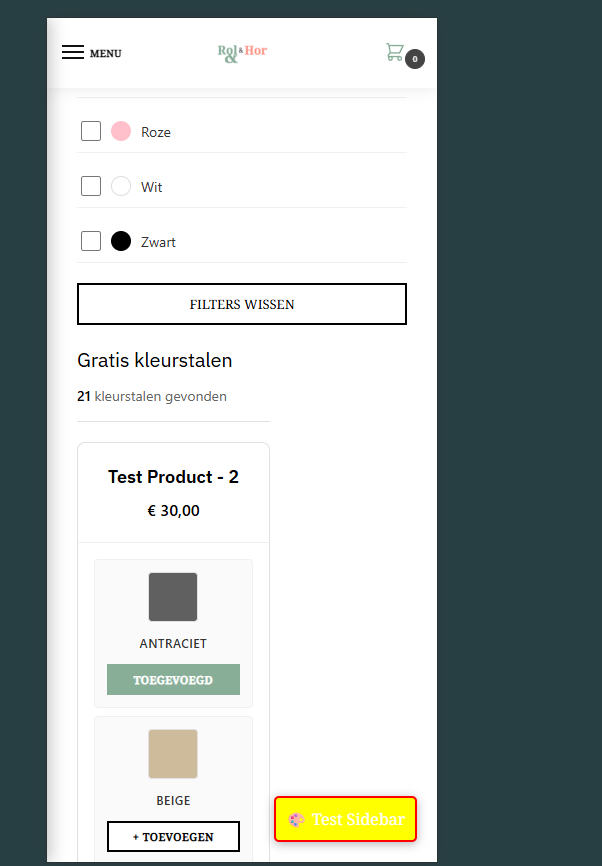 MENU
Rol & Hor
&
0
Roze
Wit
Zwart
FILTERS WISSEN
Gratis kleurstalen
21 kleurstalen gevonden
Test Product - 2
€ 30,00
ANTRACIET
TOEGEVOEGD
BEIGE
+ TOEVOEGEN
Test Sidebar